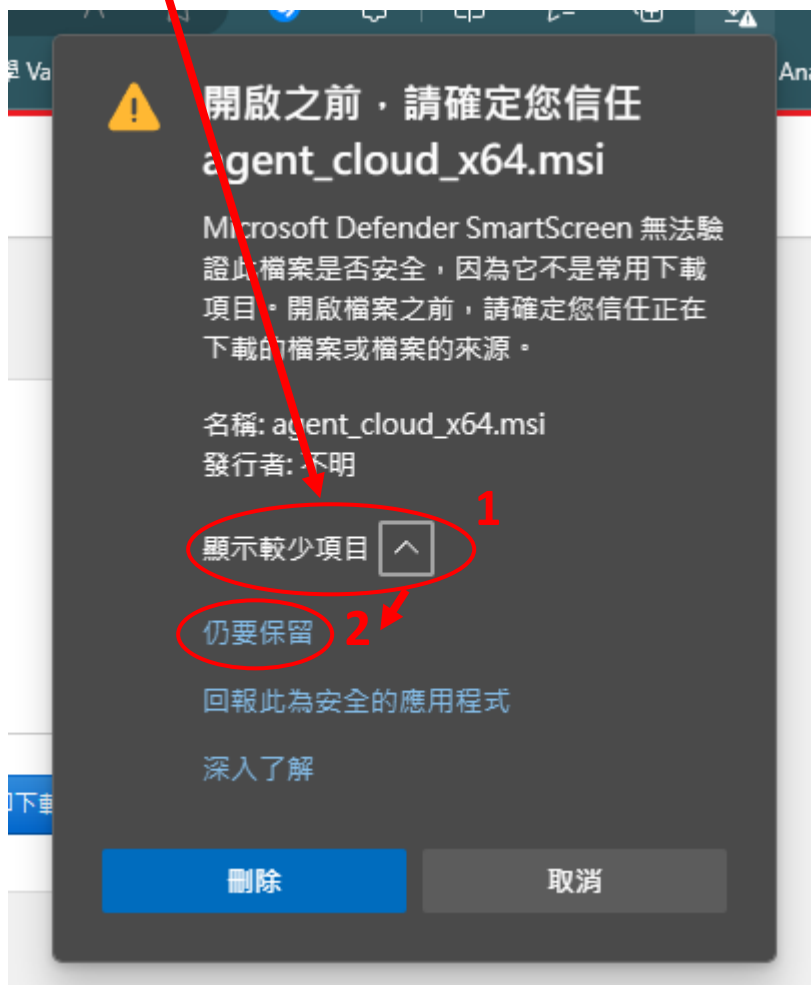 學 Va
Ana
開啟之前，請確定您信任
agent_cloud_x64.msi
Microsoft Defender SmartScreen 無法驗
證此檔案是否安全，因為它不是常用下載
項目。開啟檔案之前，請確定您信任正在
下載的檔案或檔案的來源。
名稱: agent_cloud_x64.msi
發行者: 不明
顯示較少項目
1
仍要保留
2
回報此為安全的應用程式
深入了解
下載
刪除
取消